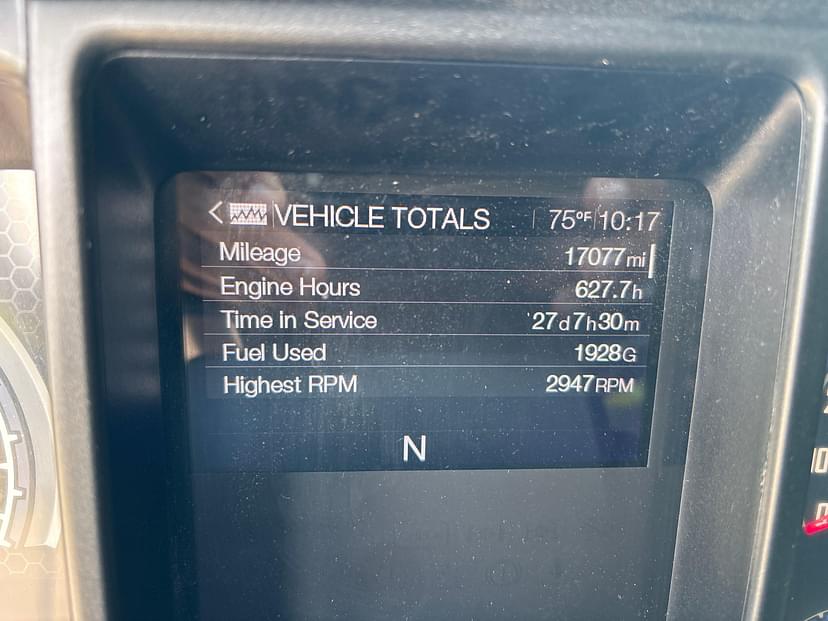 < VEHICLE TOTALS 75°F 10:17
Mileage 17077mi
Engine Hours 627.7h
Time in Service 27d7h30m
Fuel Used 1928G
Highest RPM 2947RPM
N